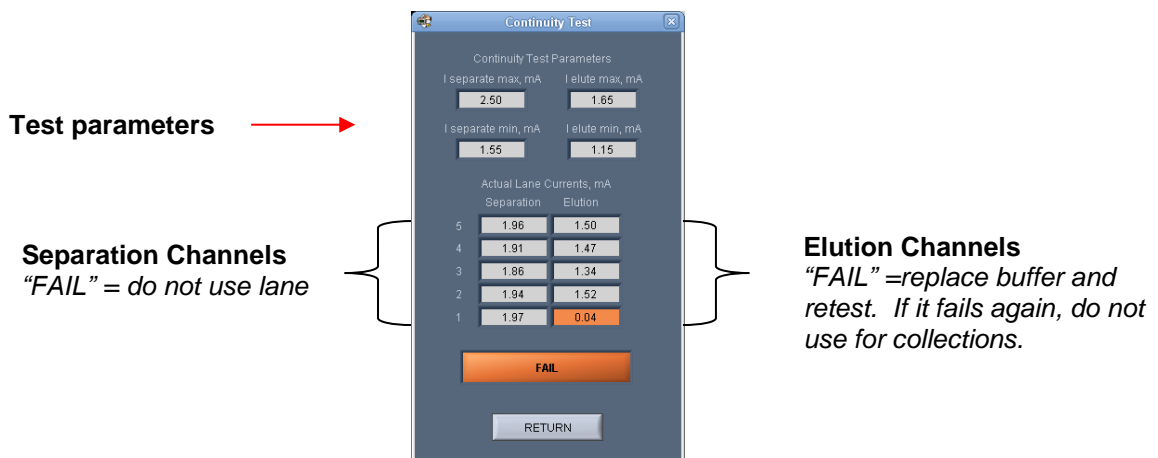 Continuity Test
Continuity Test Parameters
I separate max, mA I elute max, mA
2.50 1.65
Test parameters
I separate min, mA I elute min, mA
1.55 1.15
Actual Lane Currents, mA
Separation Elution
5 1.96 1.50
4 1.91 1.47
3 1.86 1.34
2 1.94 1.52
1 1.97 0.04
Separation Channels
“FAIL” = do not use lane
Elution Channels
“FAIL” =replace buffer and
retest. If it fails again, do not
use for collections.
FAIL
RETURN